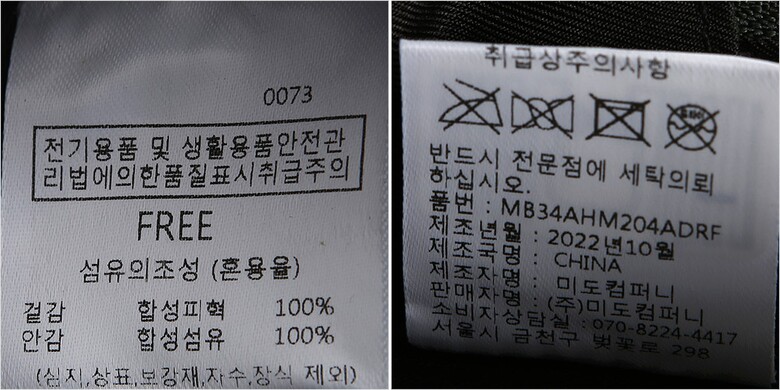 0073
전기용품 및 생활용품안전관
리법에의한품질표시취급주의
FREE
섬유의조성 (혼용율)
겉감 합성피혁 100%
안감 합성섬유 100%
(심지,상표,보강재,자수,장식 제외)
취급상주의사항
반드시 전문점에 세탁의뢰
하십시오.
품번 : MB34AHM204ADRF
제조년월 : 2022년10월
제조국명 : CHINA
제조자명 : 미도컴퍼니
판매자명 : (주)미도컴퍼니
소비자상담실 : 070-8224-4417
서울시 금천구 벚꽃로 298